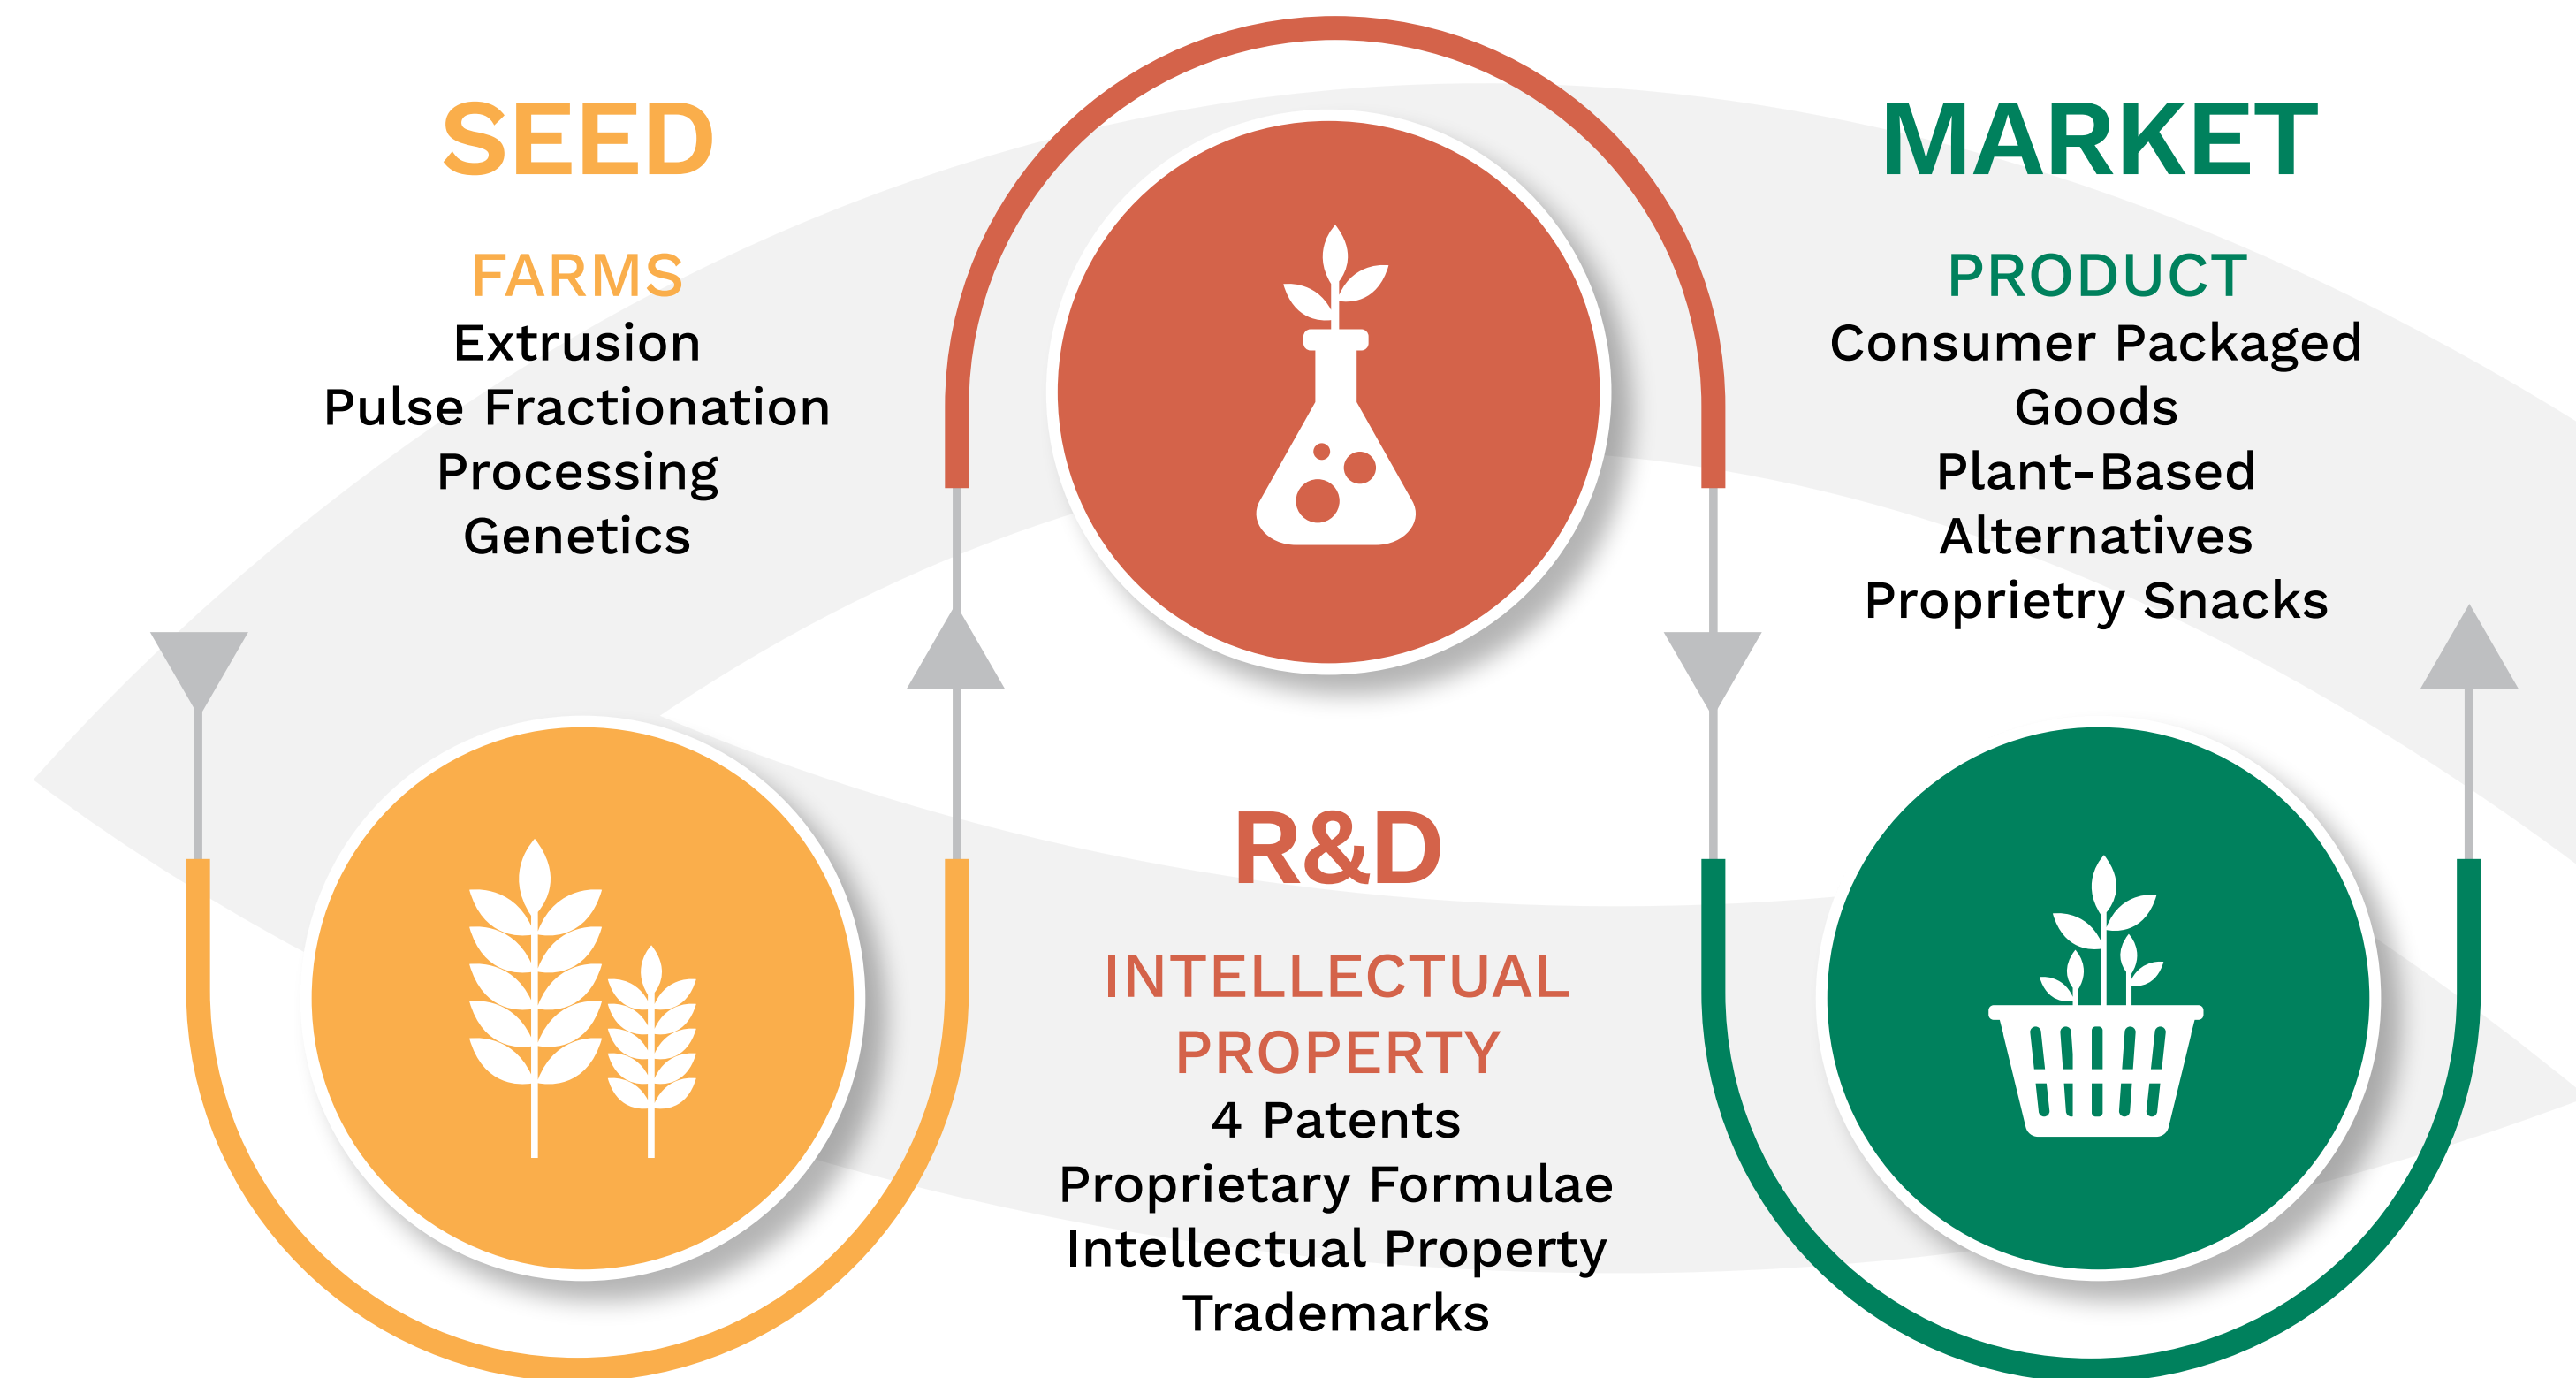 SEED
FARMS
Extrusion
Pulse Fractionation
Processing
Genetics
R&D
INTELLECTUAL
PROPERTY
4 Patents
Proprietary Formulae
Intellectual Property
Trademarks
MARKET
PRODUCT
Consumer Packaged
Goods
Plant-Based
Alternatives
Proprietry Snacks